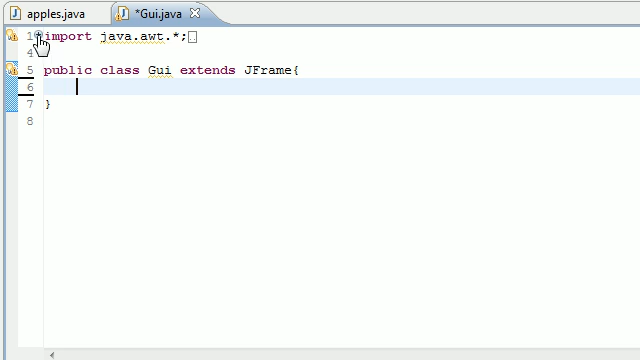 apples.java *Gui.java
1 import java.awt.*;
4
5 public class Gui extends JFrame{
6
7 }
8